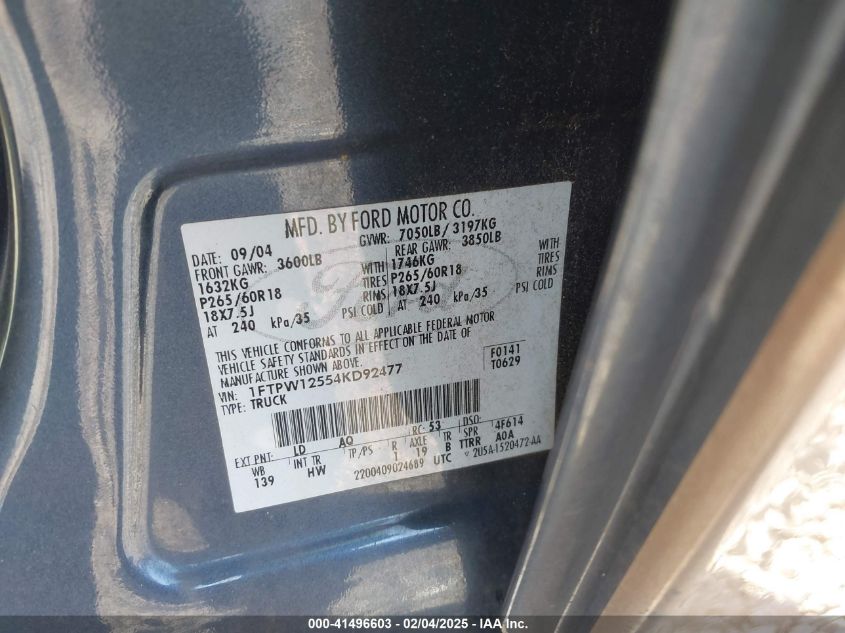 MFD. BY FORD MOTOR CO.
DATE: 09/04 GVWR: 7050LB/ 3197KG
FRONT GAWR: 3600LB REAR GAWR: 3850LB
1632KG WITH 1746KG WITH
P265/60R18 TIRES P265/60R18 TIRES
18X7.5J RIMS 18X7.5J RIMS
AT 240 kPa/35 PSI COLD AT 240 kPa/35 PSI COLD
Ford
THIS VEHICLE CONFORMS TO ALL APPLICABLE FEDERAL MOTOR
VEHICLE SAFETY STANDARDS IN EFFECT ON THE DATE OF
MANUFACTURE SHOWN ABOVE.
VIN: 1FTPW12554KD92477 F0141
TYPE: TRUCK T0629
EXT PNT: LD AO RC: 53 DSO: 4F614
WB INT TR TP/PS R AXLE TR SPR
139 HW 1 19 B TTRR AOA
2200409024689 UTC 2U5A-1520472-AA
000-41496603 - 02/04/2025 - IAA Inc.